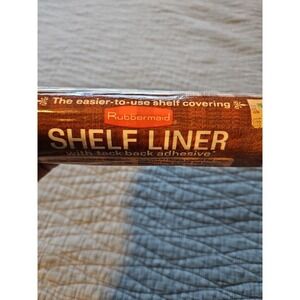 The easier-to-use shelf covering
Rubbermaid
SHELF LINER
with tack-back adhesive*